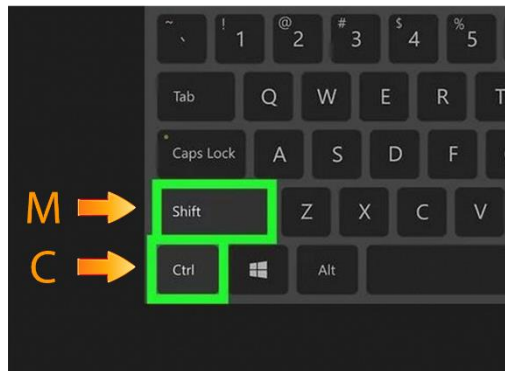 ~ ` ! 1 @ 2 # 3 $ 4 % 5
Tab Q W E R T
Caps Lock A S D F
M Shift Z X C V
C Ctrl Alt